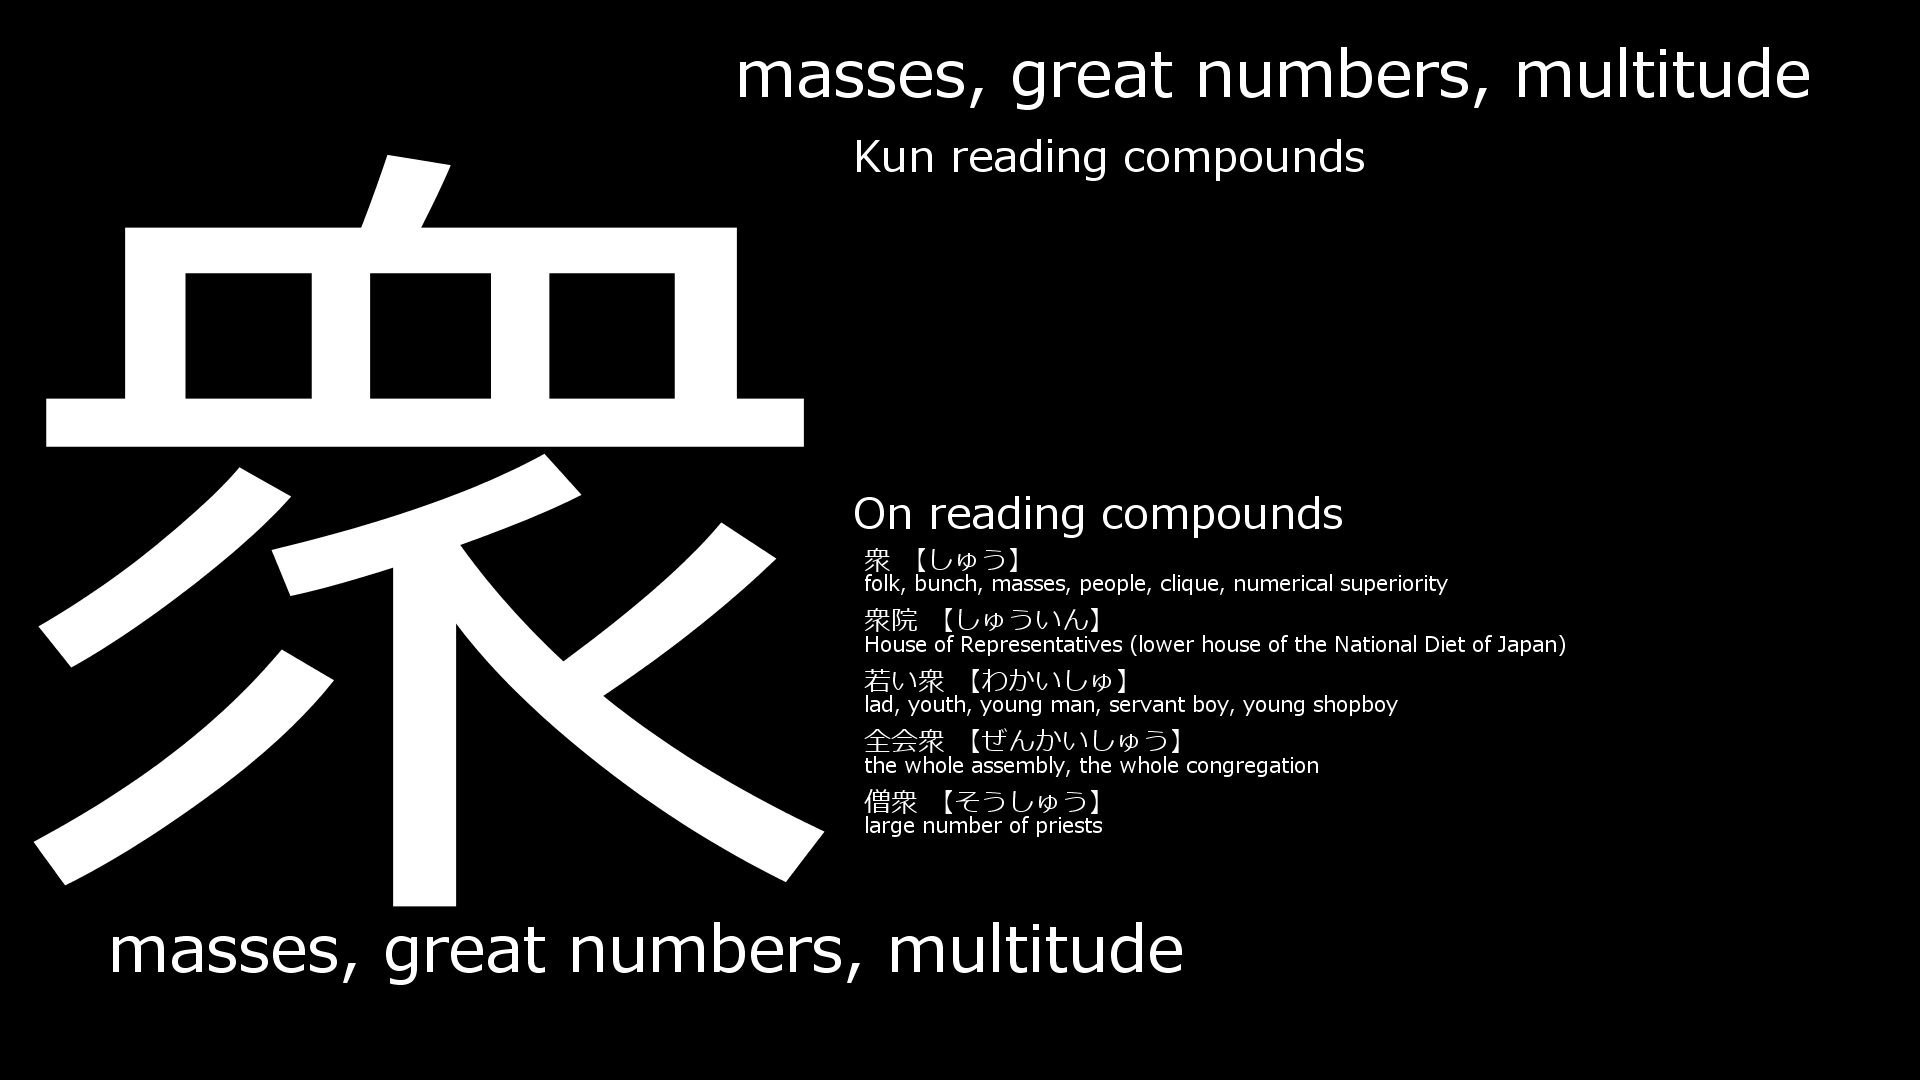 masses, great numbers, multitude
Kun reading compounds
衆
On reading compounds
衆 【しゅう】
folk, bunch, masses, people, clique, numerical superiority
衆院 【しゅういん】
House of Representatives (lower house of the National Diet of Japan)
若い衆 【わかいしゅ】
lad, youth, young man, servant boy, young shopboy
全会衆 【ぜんかいしゅう】
the whole assembly, the whole congregation
僧衆 【そうしゅう】
large number of priests
masses, great numbers, multitude